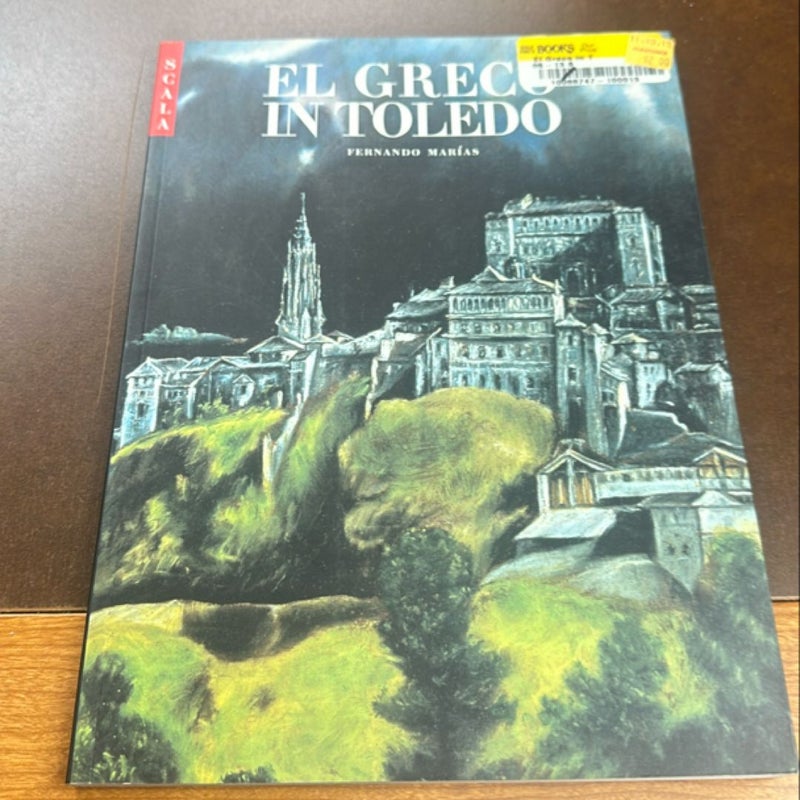 SCALA
EL GRECO
IN TOLEDO
FERNANDO MARÍAS
BOOKS